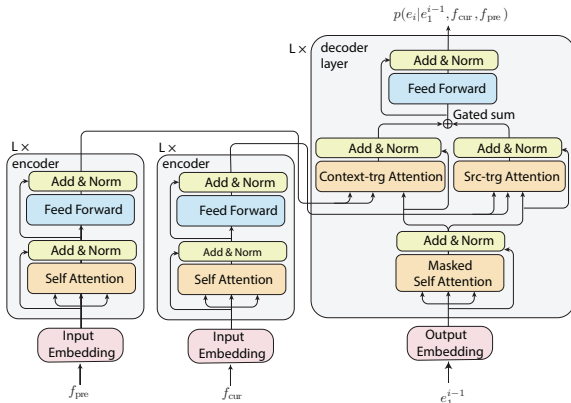 p(e_i|e_1^{i-1}, f_cur, f_pre)
L ×
decoder
layer
Add & Norm
Feed Forward
Gated sum
Add & Norm
Context-trg Attention
Add & Norm
Src-trg Attention
Add & Norm
Masked
Self Attention
Output
Embedding
e_1^{i-1}
L ×
encoder
Add & Norm
Feed Forward
Add & Norm
Self Attention
Input
Embedding
f_pre
L ×
encoder
Add & Norm
Feed Forward
Add & Norm
Self Attention
Input
Embedding
f_cur